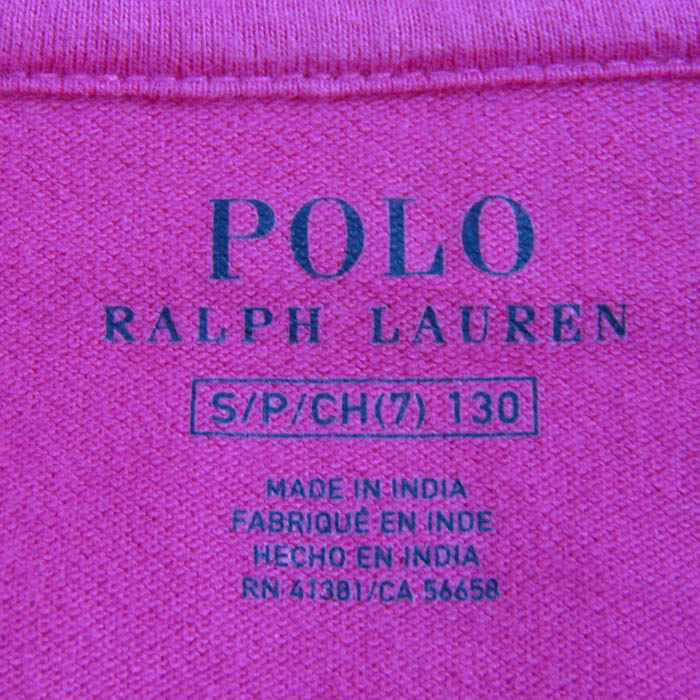 POLO
RALPH LAUREN
S/P/CH(7) 130
MADE IN INDIA
FABRIQUÉ EN INDE
HECHO EN INDIA
RN 41381/CA 56658